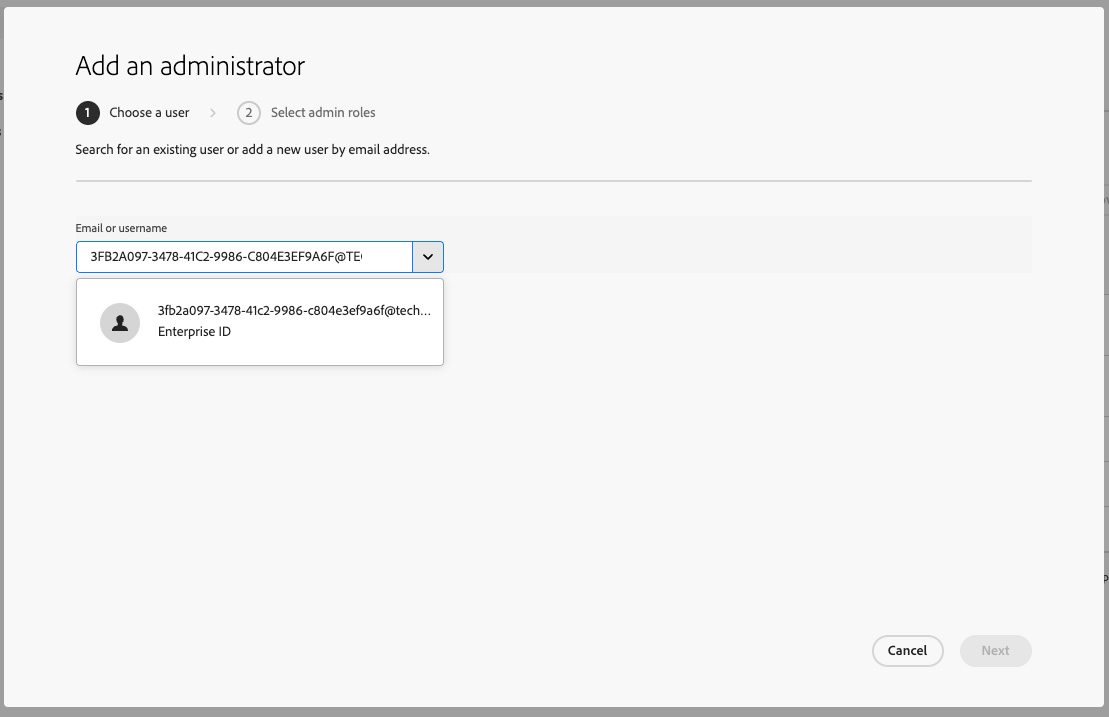 Add an administrator
1 Choose a user > 2 Select admin roles
Search for an existing user or add a new user by email address.
Email or username
3FB2A097-3478-41C2-9986-C804E3EF9A6F@TE
3fb2a097-3478-41c2-9986-c804e3ef9a6f@tech...
Enterprise ID
Cancel Next